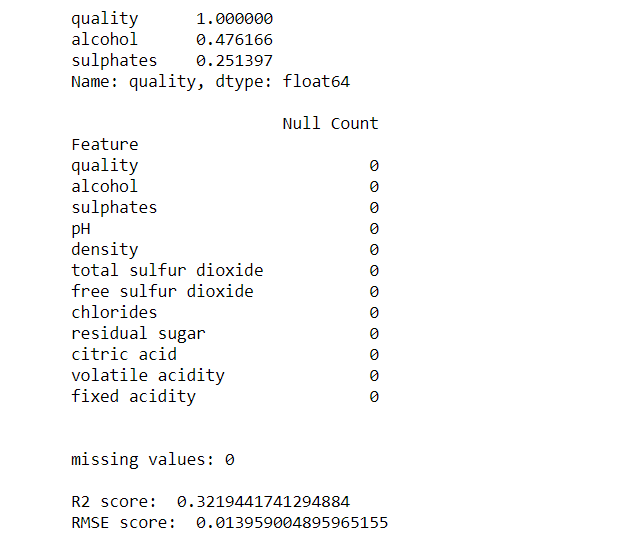 quality      1.000000
alcohol      0.476166
sulphates    0.251397
Name: quality, dtype: float64
Null Count
Feature
quality                        0
alcohol                        0
sulphates                      0
pH                             0
density                        0
total sulfur dioxide           0
free sulfur dioxide            0
chlorides                      0
residual sugar                 0
citric acid                    0
volatile acidity               0
fixed acidity                  0
missing values: 0
R2 score:  0.3219441741294884
RMSE score:  0.013959004895965155